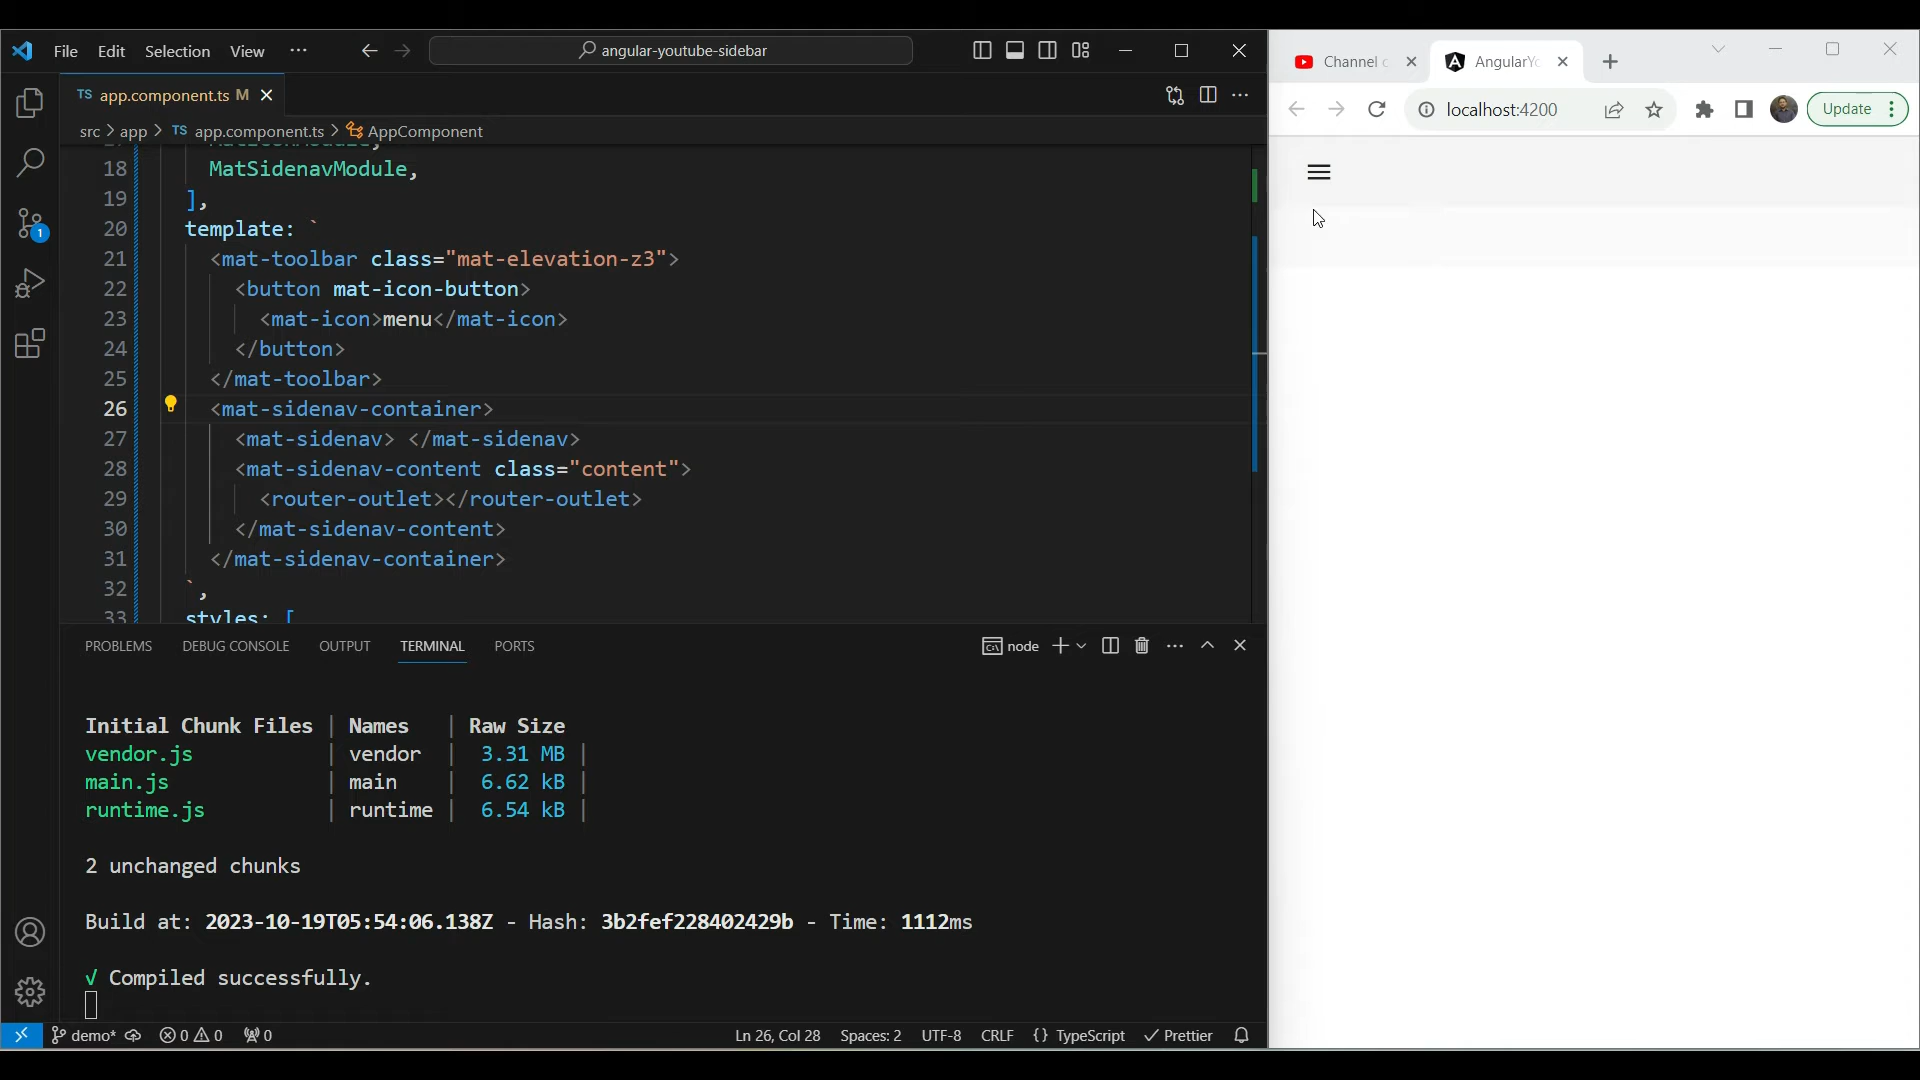 File Edit Selection View ...
angular-youtube-sidebar
TS app.component.ts M
src > app > TS app.component.ts > AppComponent
18 MatSidenavModule,
19 ],
20 template: `
21 <mat-toolbar class="mat-elevation-z3">
22 <button mat-icon-button>
23 <mat-icon>menu</mat-icon>
24 </button>
25 </mat-toolbar>
26 <mat-sidenav-container>
27 <mat-sidenav> </mat-sidenav>
28 <mat-sidenav-content class="content">
29 <router-outlet></router-outlet>
30 </mat-sidenav-content>
31 </mat-sidenav-container>
32 `,
33 styles: [
PROBLEMS DEBUG CONSOLE OUTPUT TERMINAL PORTS
node
Initial Chunk Files | Names | Raw Size
vendor.js | vendor | 3.31 MB |
main.js | main | 6.62 kB |
runtime.js | runtime | 6.54 kB |
2 unchanged chunks
Build at: 2023-10-19T05:54:06.138Z - Hash: 3b2fef228402429b - Time: 1112ms
√ Compiled successfully.
demo* 0 0 0
Ln 26, Col 28 Spaces: 2 UTF-8 CRLF {} TypeScript Prettier
1
Channel c
AngularYo
localhost:4200
Update